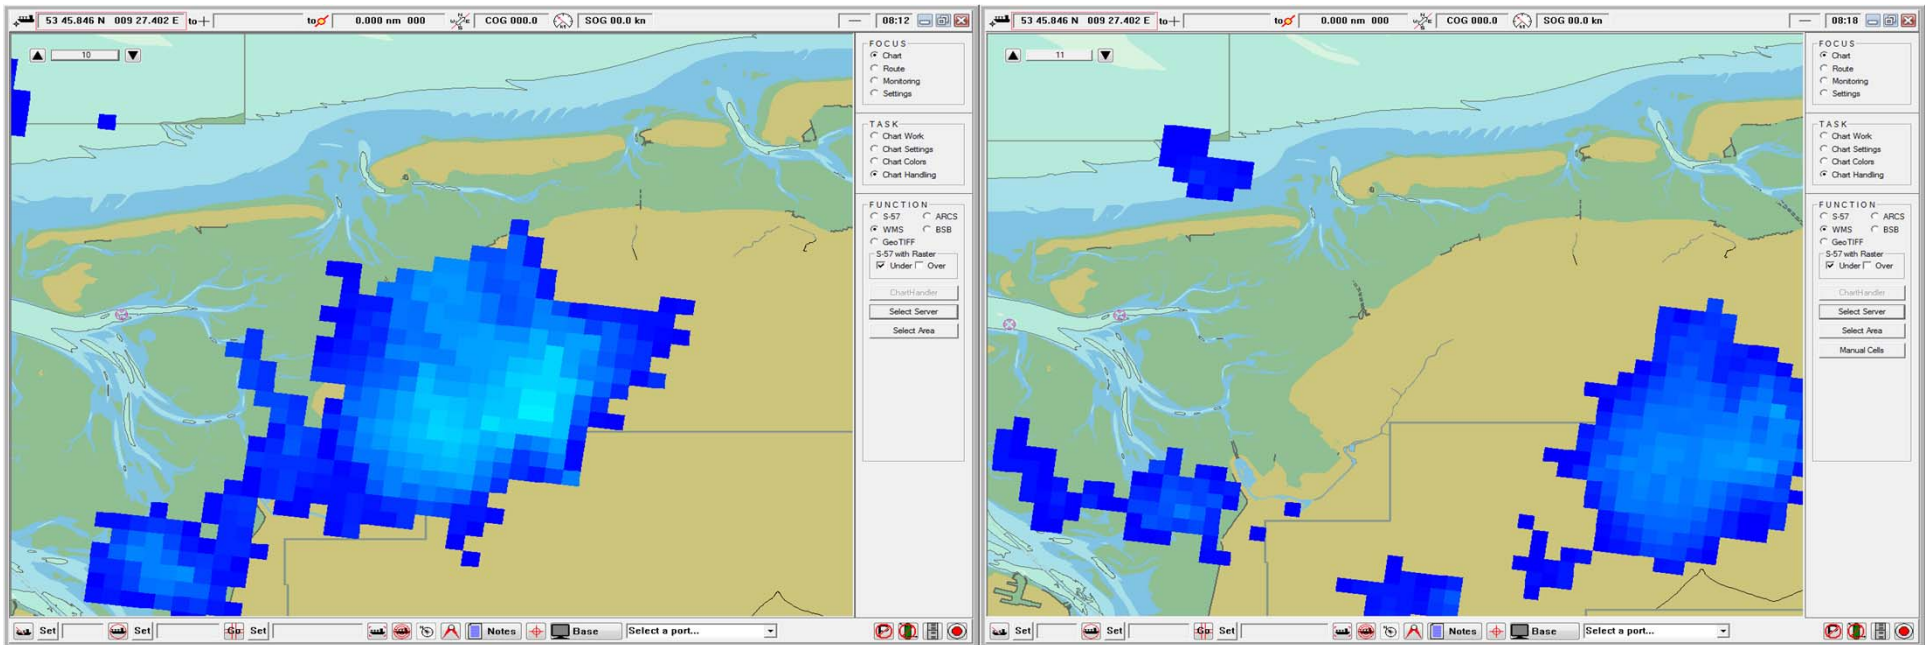 53 45.846 N 009 27.402 E to 0.000 nm 000 COG 000.0 SOG 00.0 kn 08:12
10
FOCUS
Chart
Route
Monitoring
Settings
TASK
Chart Work
Chart Settings
Chart Colors
Chart Handling
FUNCTION
S-57 ARCS
WMS BSB
GeoTIFF
S-57 with Raster
Under Over
ChartHandler
Select Server
Select Area
Set Set Go Set Notes Base Select a port...
53 45.846 N 009 27.402 E to to 0.000 nm 000 COG 000.0 SOG 00.0 kn 08:18
11
FOCUS
Chart
Route
Monitoring
Settings
TASK
Chart Work
Chart Settings
Chart Colors
Chart Handling
FUNCTION
S-57 ARCS
WMS BSB
GeoTIFF
S-57 with Raster
Under Over
ChartHandler
Select Server
Select Area
Manual Cells
Set Set Go Set Notes Base Select a port...